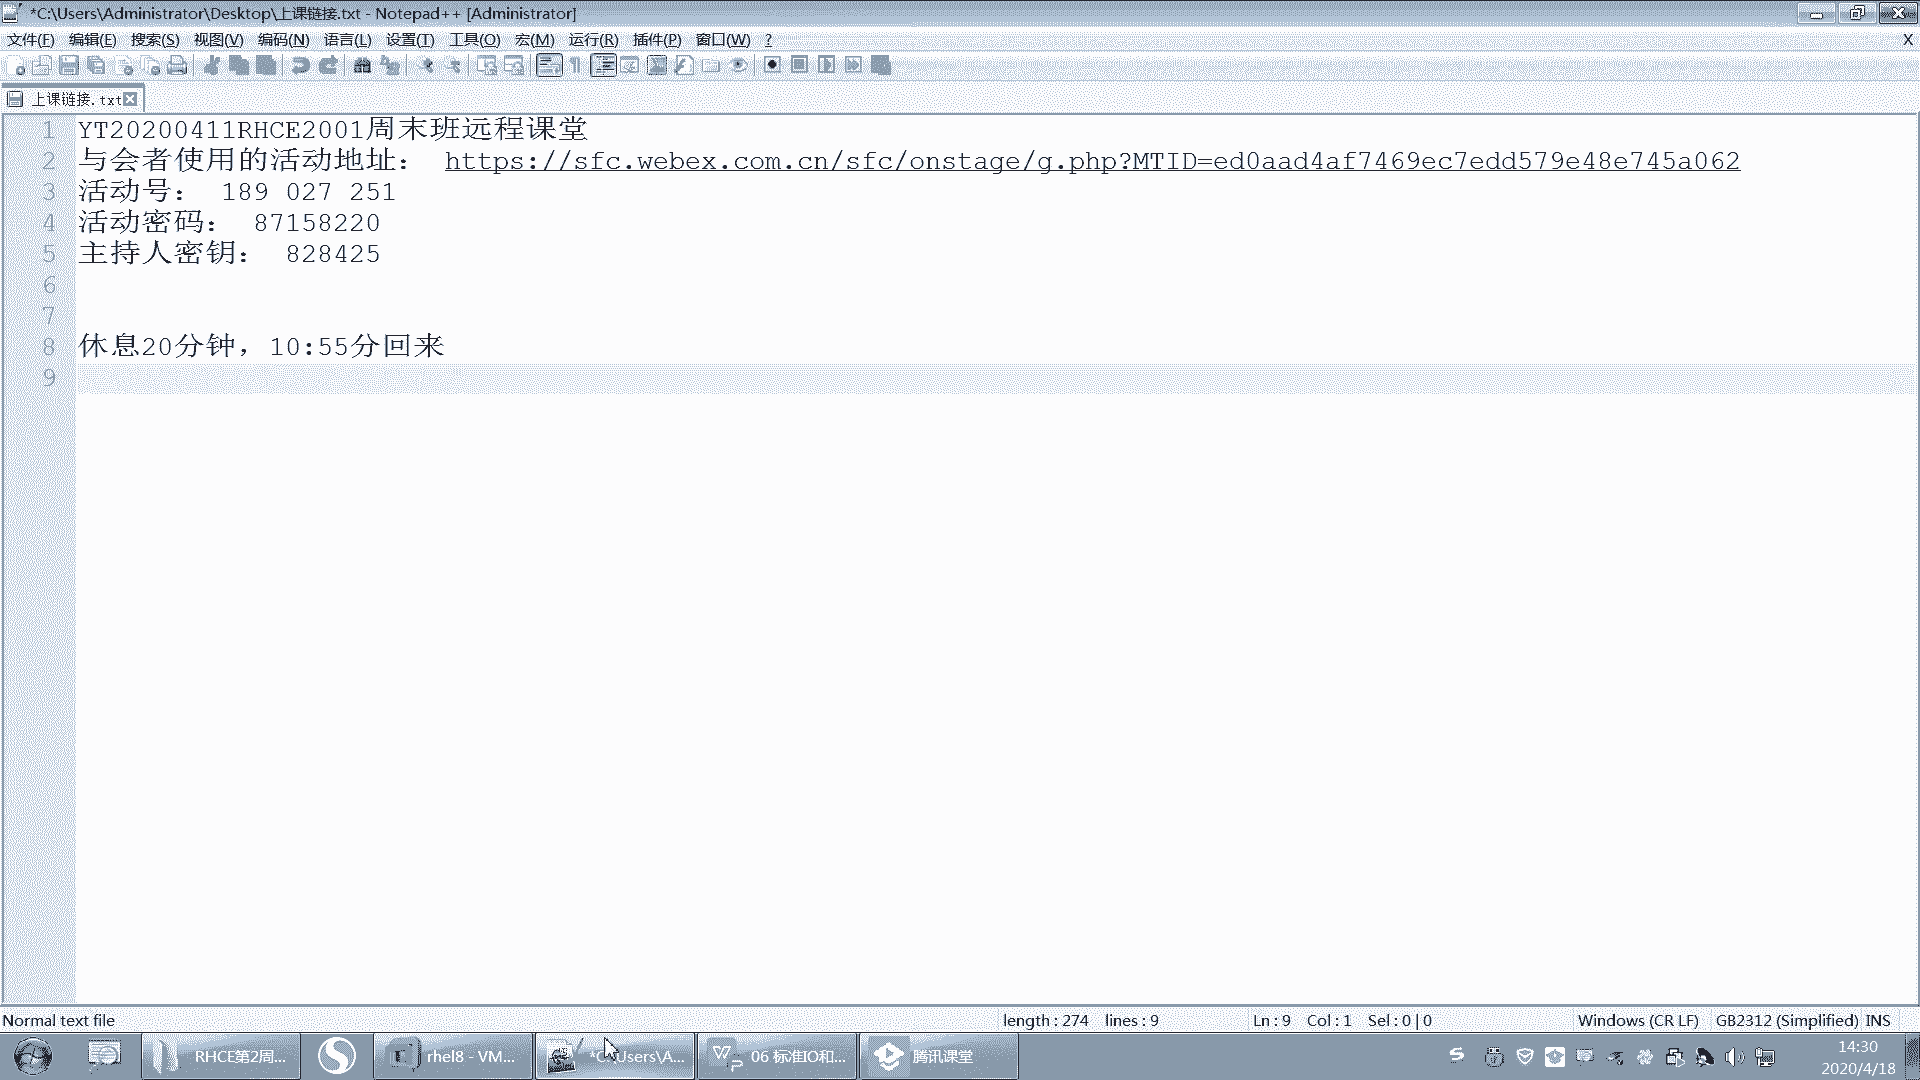 *C:\Users\Administrator\Desktop\上课链接.txt - Notepad++ [Administrator]
文件(F) 编辑(E) 搜索(S) 视图(V) 编码(N) 语言(L) 设置(T) 工具(O) 宏(M) 运行(R) 插件(P) 窗口(W) ? X
上课链接.txt
1 YT20200411RHCE2001周末班远程课堂
2 与会者使用的活动地址： https://sfc.webex.com.cn/sfc/onstage/g.php?MTID=ed0aad4af7469ec7edd579e48e745a062
3 活动号： 189 027 251
4 活动密码： 87158220
5 主持人密钥： 828425
6
7
8 休息20分钟，10:55分回来
9
Normal text file length : 274 lines : 9 Ln : 9 Col : 1 Sel : 0 | 0 Windows (CR LF) GB2312 (Simplified) INS
RHCE第2周... rhel8 - VM... *C:\Users\A... 06 标准IO和... 腾讯课堂 14:30
2020/4/18